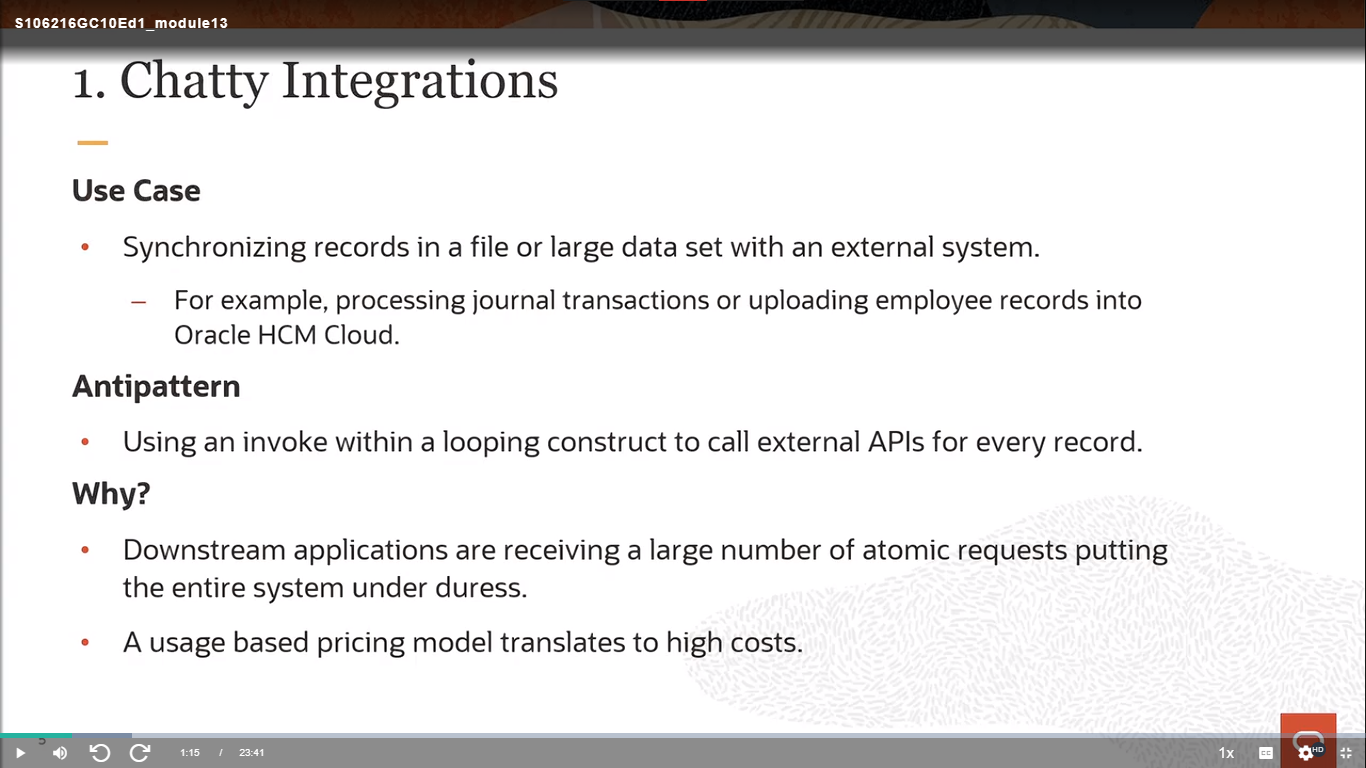 S106216GC10Ed1_module13
1. Chatty Integrations
Use Case
• Synchronizing records in a file or large data set with an external system.
– For example, processing journal transactions or uploading employee records into
Oracle HCM Cloud.
Antipattern
• Using an invoke within a looping construct to call external APIs for every record.
Why?
• Downstream applications are receiving a large number of atomic requests putting
the entire system under duress.
• A usage based pricing model translates to high costs.
5
1:15 / 23:41 1x CC HD